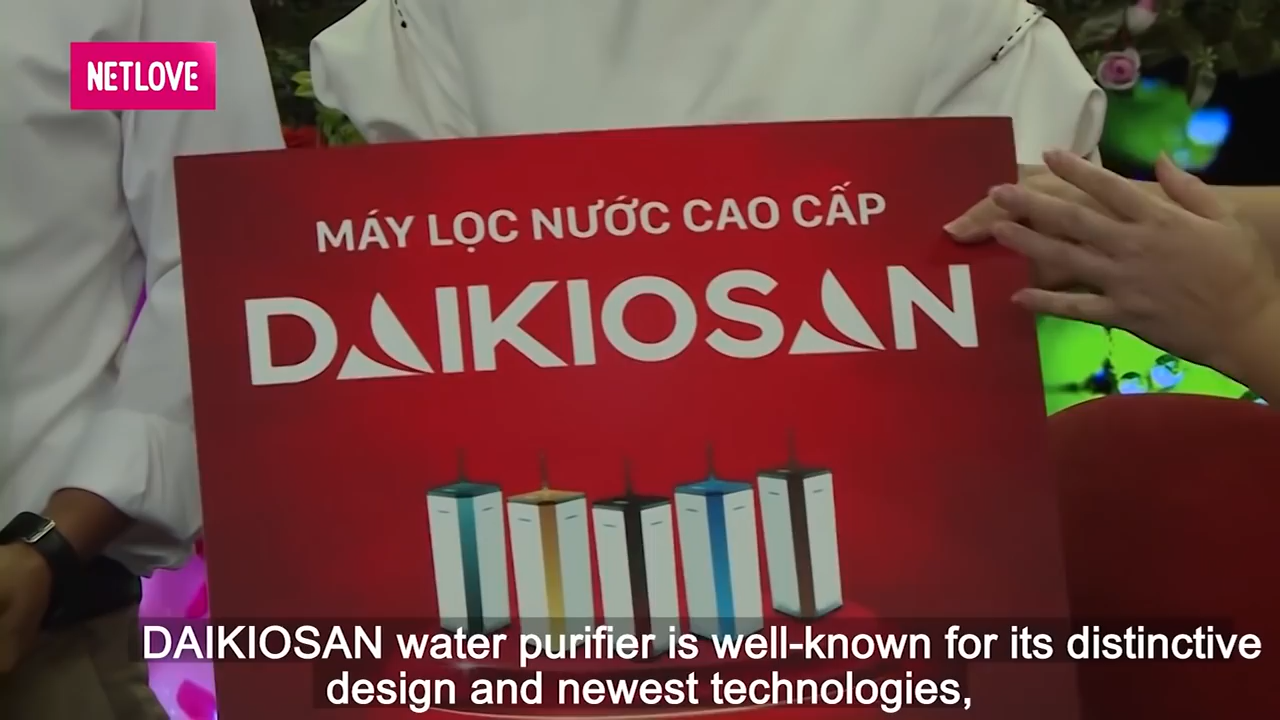 NETLOVE
MÁY LỌC NƯỚC CAO CẤP
DAIKIOSAN
DAIKIOSAN water purifier is well-known for its distinctive
design and newest technologies,